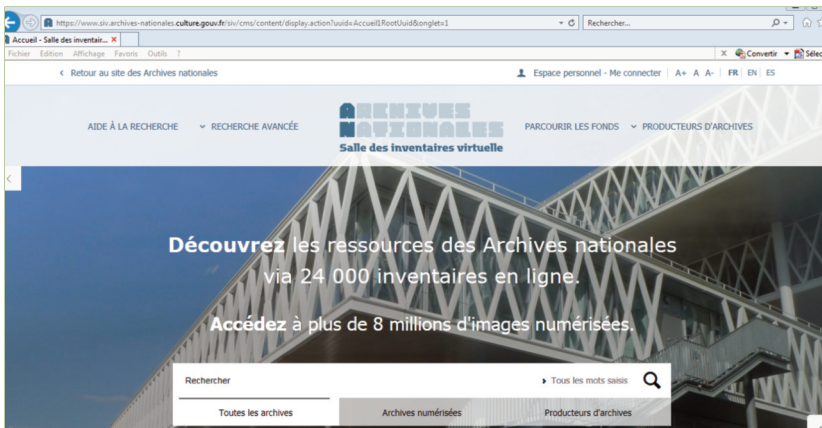 https://www.siv.archives-nationales.culture.gouv.fr/siv/cms/content/display.action?uuid=Accueil1RootUuid&onglet=1
Rechercher...
Accueil - Salle des inventair...
Fichier Edition Affichage Favoris Outils ?
x Convertir Sélec
Retour au site des Archives nationales
Espace personnel - Me connecter | A+ A A- | FR | EN | ES
AIDE À LA RECHERCHE
RECHERCHE AVANCÉE
ARCHIVES
NATIONALES
Salle des inventaires virtuelle
PARCOURIR LES FONDS
PRODUCTEURS D'ARCHIVES
Découvrez les ressources des Archives nationales
via 24 000 inventaires en ligne.
Accédez à plus de 8 millions d'images numérisées.
Rechercher
Tous les mots saisis
Toutes les archives
Archives numérisées
Producteurs d'archives